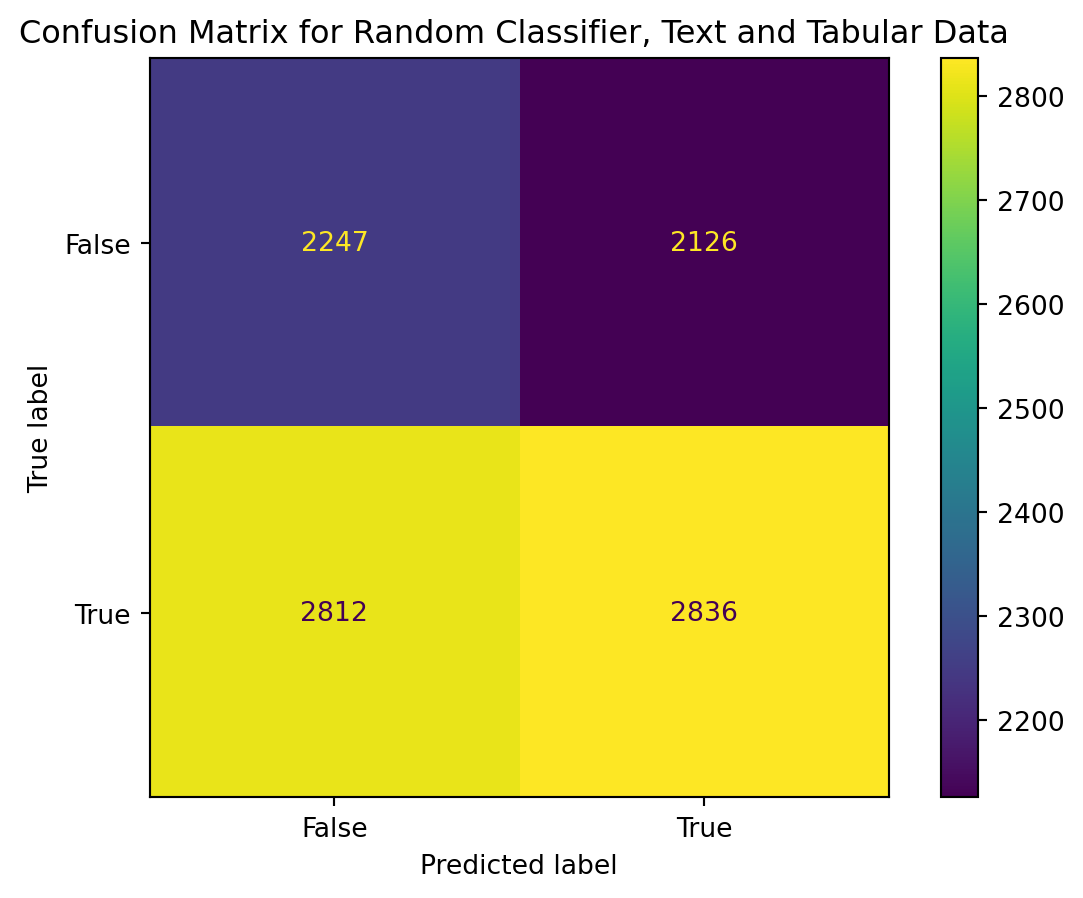 Confusion Matrix for Random Classifier, Text and Tabular Data
True label
False
True
2247
2126
2812
2836
False
True
Predicted label
2800
2700
2600
2500
2400
2300
2200